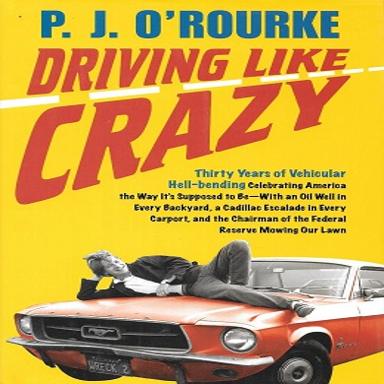 P. J. O'ROURKE
DRIVING LIKE
CRAZY
Thirty Years of Vehicular
Hell-bending Celebrating America
the Way It's Supposed to Be—With an Oil Well in
Every Backyard, a Cadillac Escalade in Every
Carport, and the Chairman of the Federal
Reserve Mowing Our Lawn
WRECK 2